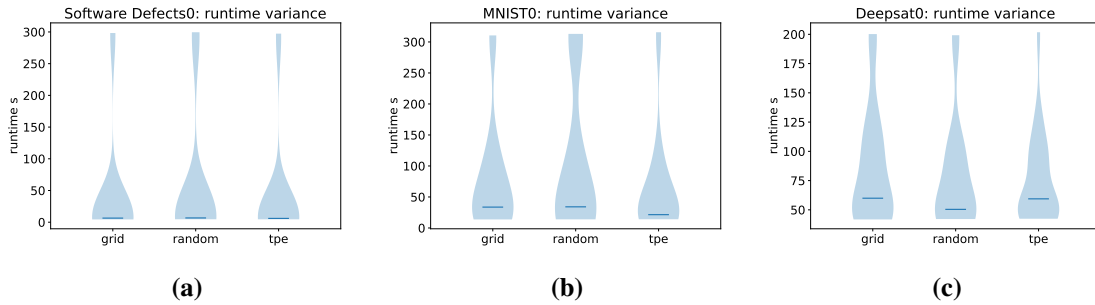 Software Defects0: runtime variance
runtime s
300
250
200
150
100
50
0
grid random tpe
(a)
MNIST0: runtime variance
runtime s
300
250
200
150
100
50
0
grid random tpe
(b)
Deepsat0: runtime variance
runtime s
200
175
150
125
100
75
50
grid random tpe
(c)